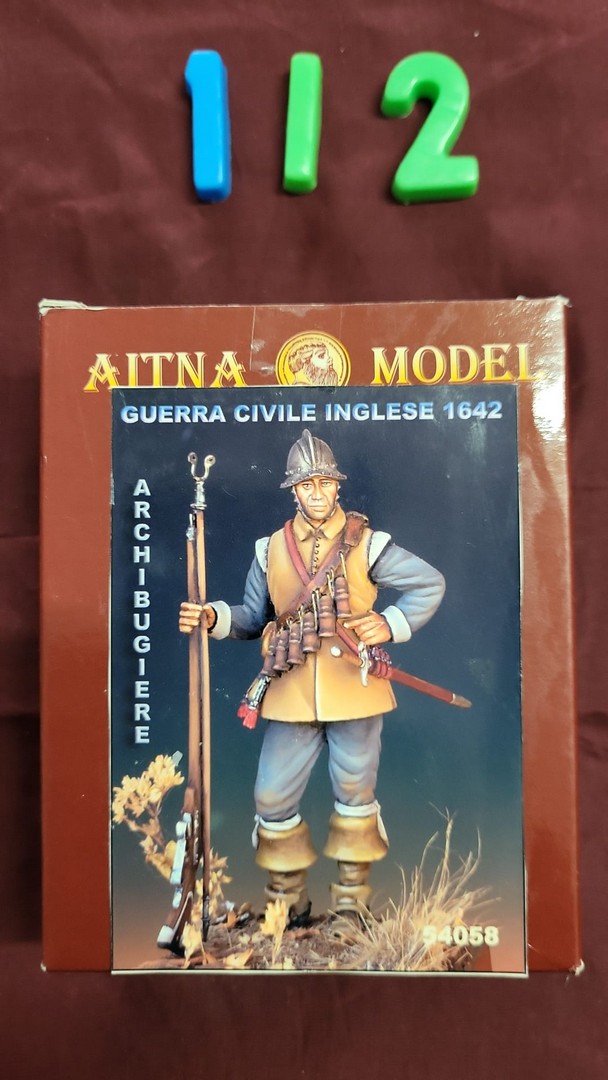 112
AITNA MODEL
GUERRA CIVILE INGLESE 1642
ARCHIBUGIERE
54058